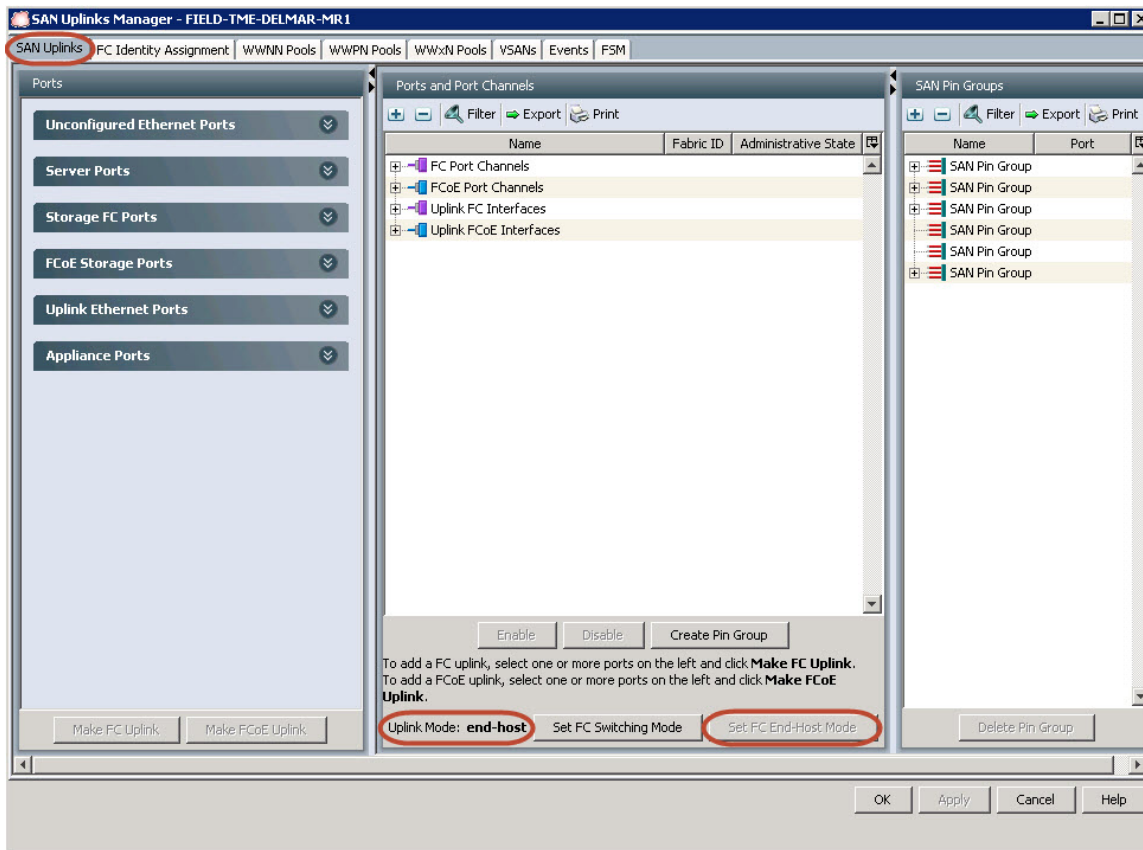 SAN Uplinks Manager - FIELD-TME-DELMAR-MR1
SAN Uplinks FC Identity Assignment WWNN Pools WWPN Pools WWxN Pools VSANs Events FSM
Ports
Unconfigured Ethernet Ports
Server Ports
Storage FC Ports
FCoE Storage Ports
Uplink Ethernet Ports
Appliance Ports
Make FC Uplink Make FCoE Uplink
Ports and Port Channels
Filter Export Print
Name Fabric ID Administrative State
FC Port Channels
FCoE Port Channels
Uplink FC Interfaces
Uplink FCoE Interfaces
Enable Disable Create Pin Group
To add a FC uplink, select one or more ports on the left and click Make FC Uplink.
To add a FCoE uplink, select one or more ports on the left and click Make FCoE
Uplink.
Uplink Mode: end-host Set FC Switching Mode Set FC End-Host Mode
SAN Pin Groups
Filter Export Print
Name Port
SAN Pin Group
SAN Pin Group
SAN Pin Group
SAN Pin Group
SAN Pin Group
SAN Pin Group
Delete Pin Group
OK Apply Cancel Help